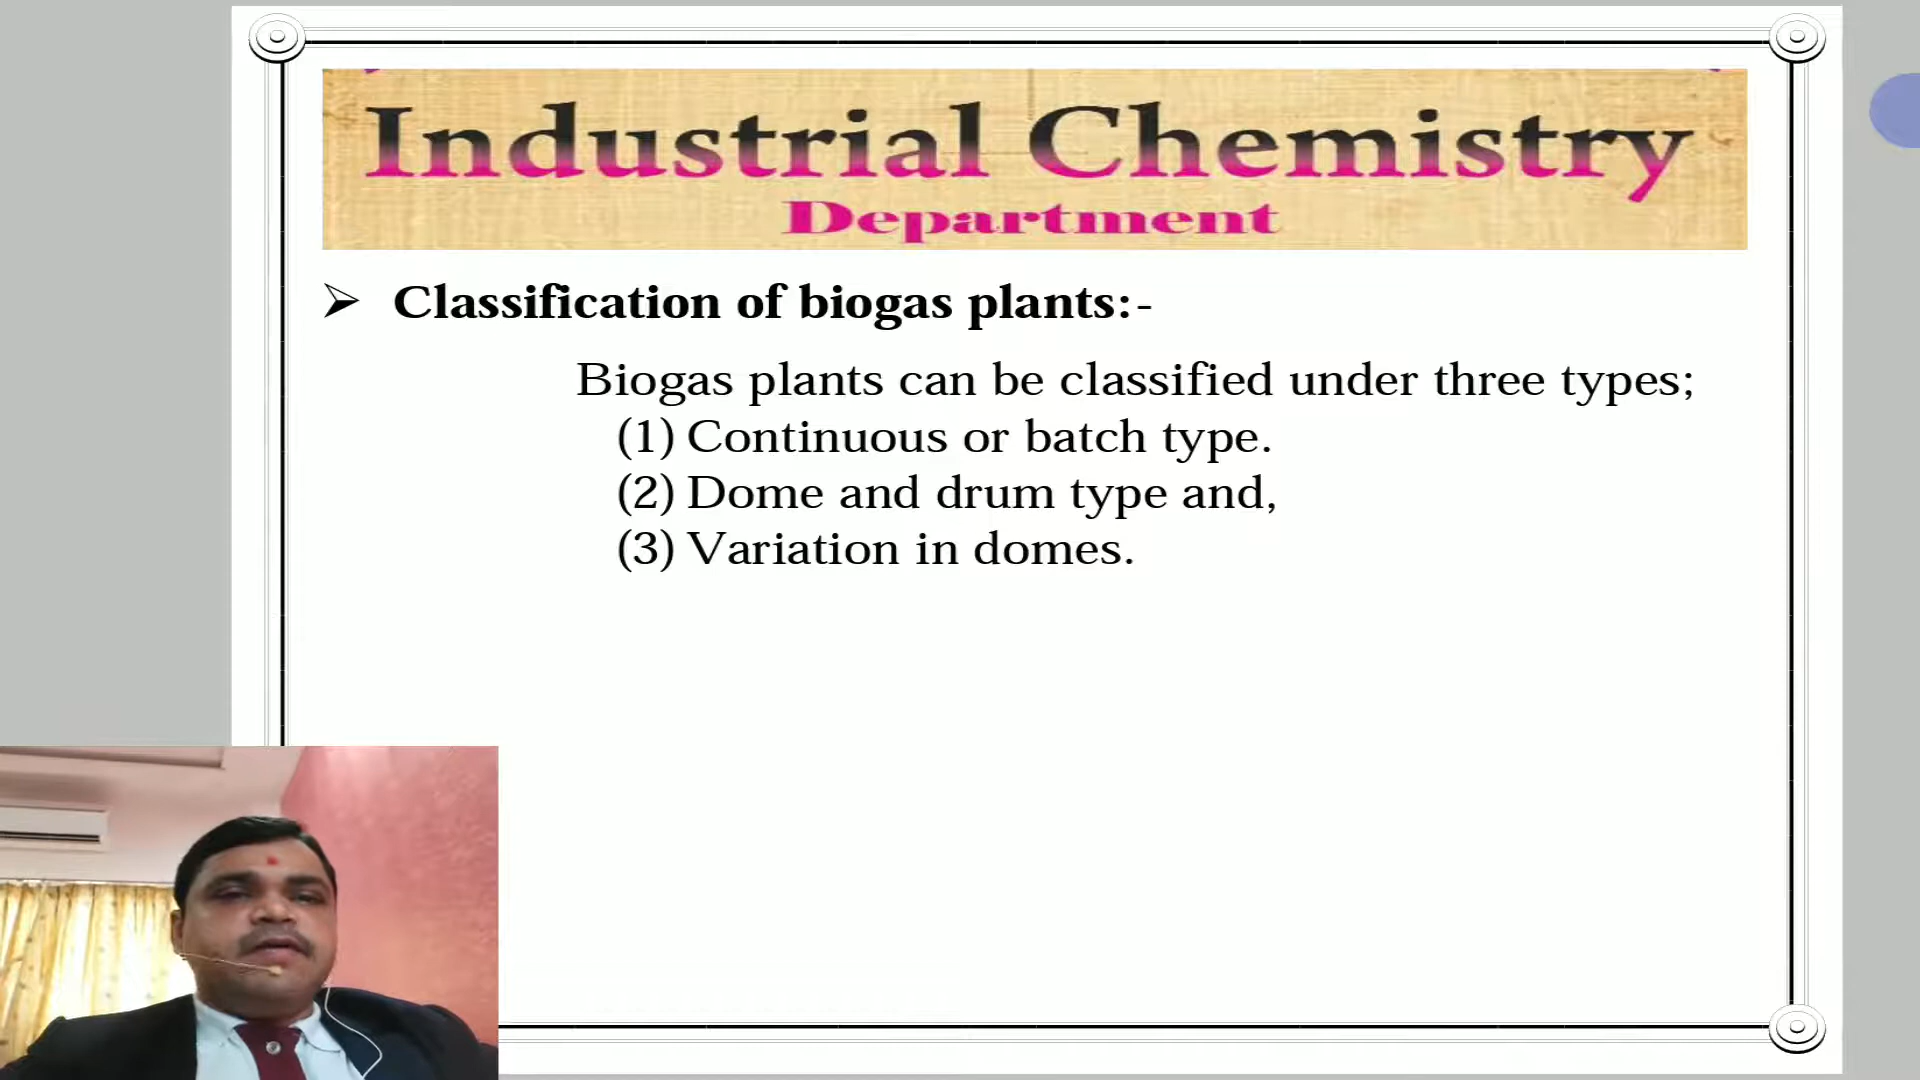 Industrial Chemistry
Department
➢ Classification of biogas plants:-
Biogas plants can be classified under three types;
(1) Continuous or batch type.
(2) Dome and drum type and,
(3) Variation in domes.